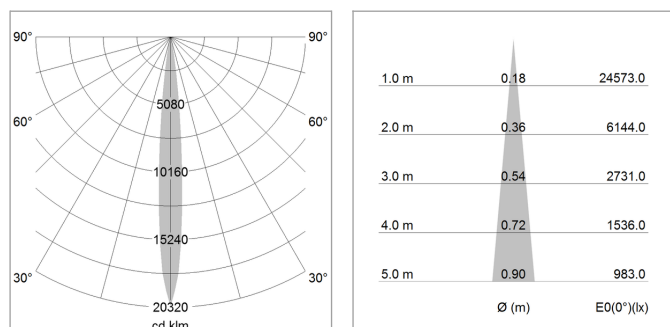 90° 90°
5080
60° 60°
10160
15240
30° 30°
20320
cd klm
1.0 m 0.18 24573.0
2.0 m 0.36 6144.0
3.0 m 0.54 2731.0
4.0 m 0.72 1536.0
5.0 m 0.90 983.0
Ø (m) E0(0°)(lx)